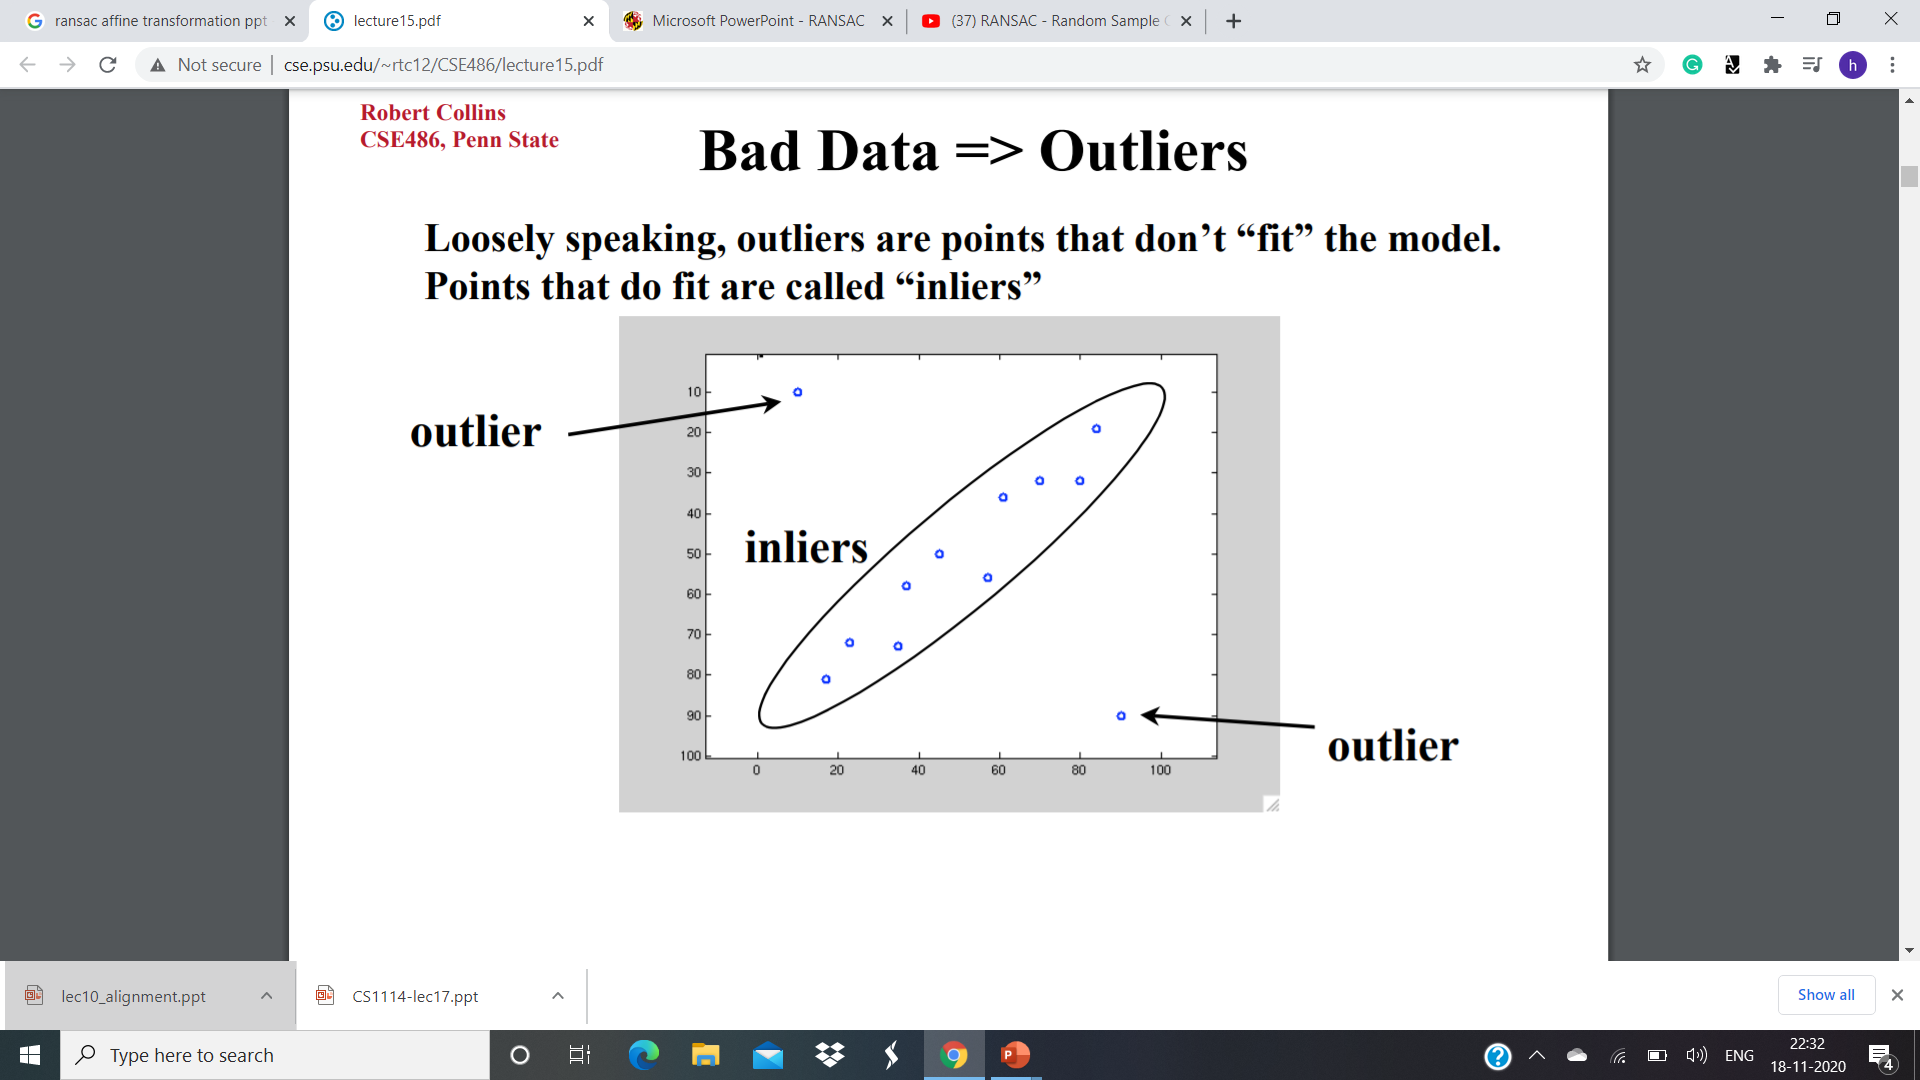 ransac affine transformation ppt
lecture15.pdf
Microsoft PowerPoint - RANSAC
(37) RANSAC - Random Sample
Not secure
cse.psu.edu/~rtc12/CSE486/lecture15.pdf
h
Robert Collins
CSE486, Penn State
Bad Data => Outliers
Loosely speaking, outliers are points that don’t “fit” the model.
Points that do fit are called “inliers”
outlier
inliers
outlier
10
20
30
40
50
60
70
80
90
100
0
20
40
60
80
100
lec10_alignment.ppt
CS1114-lec17.ppt
Show all
Type here to search
ENG
22:32
18-11-2020
4